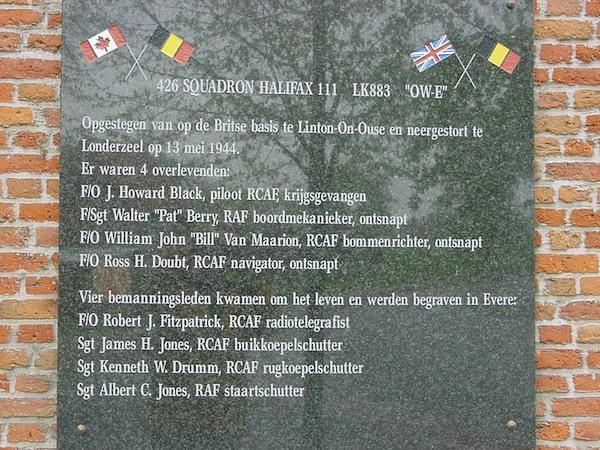 426 SQUADRON HALIFAX 111 LK883 "OW-E"
Opgestegen van op de Britse basis te Linton-On-Ouse en neergestort te
Londerzeel op 13 mei 1944.
Er waren 4 overlevenden:
F/O J. Howard Black, piloot RCAF, krijgsgevangen
F/Sgt Walter "Pat" Berry, RAF boordmekanieker, ontsnapt
F/O William John "Bill" Van Maarion, RCAF bommenrichter, ontsnapt
F/O Ross H. Doubt, RCAF navigator, ontsnapt
Vier bemanningsleden kwamen om het leven en werden begraven in Evere:
F/O Robert J. Fitzpatrick, RCAF radiotelegrafist
Sgt James H. Jones, RCAF buikkoepelschutter
Sgt Kenneth W. Drumm, RCAF rugkoepelschutter
Sgt Albert C. Jones, RAF staartschutter